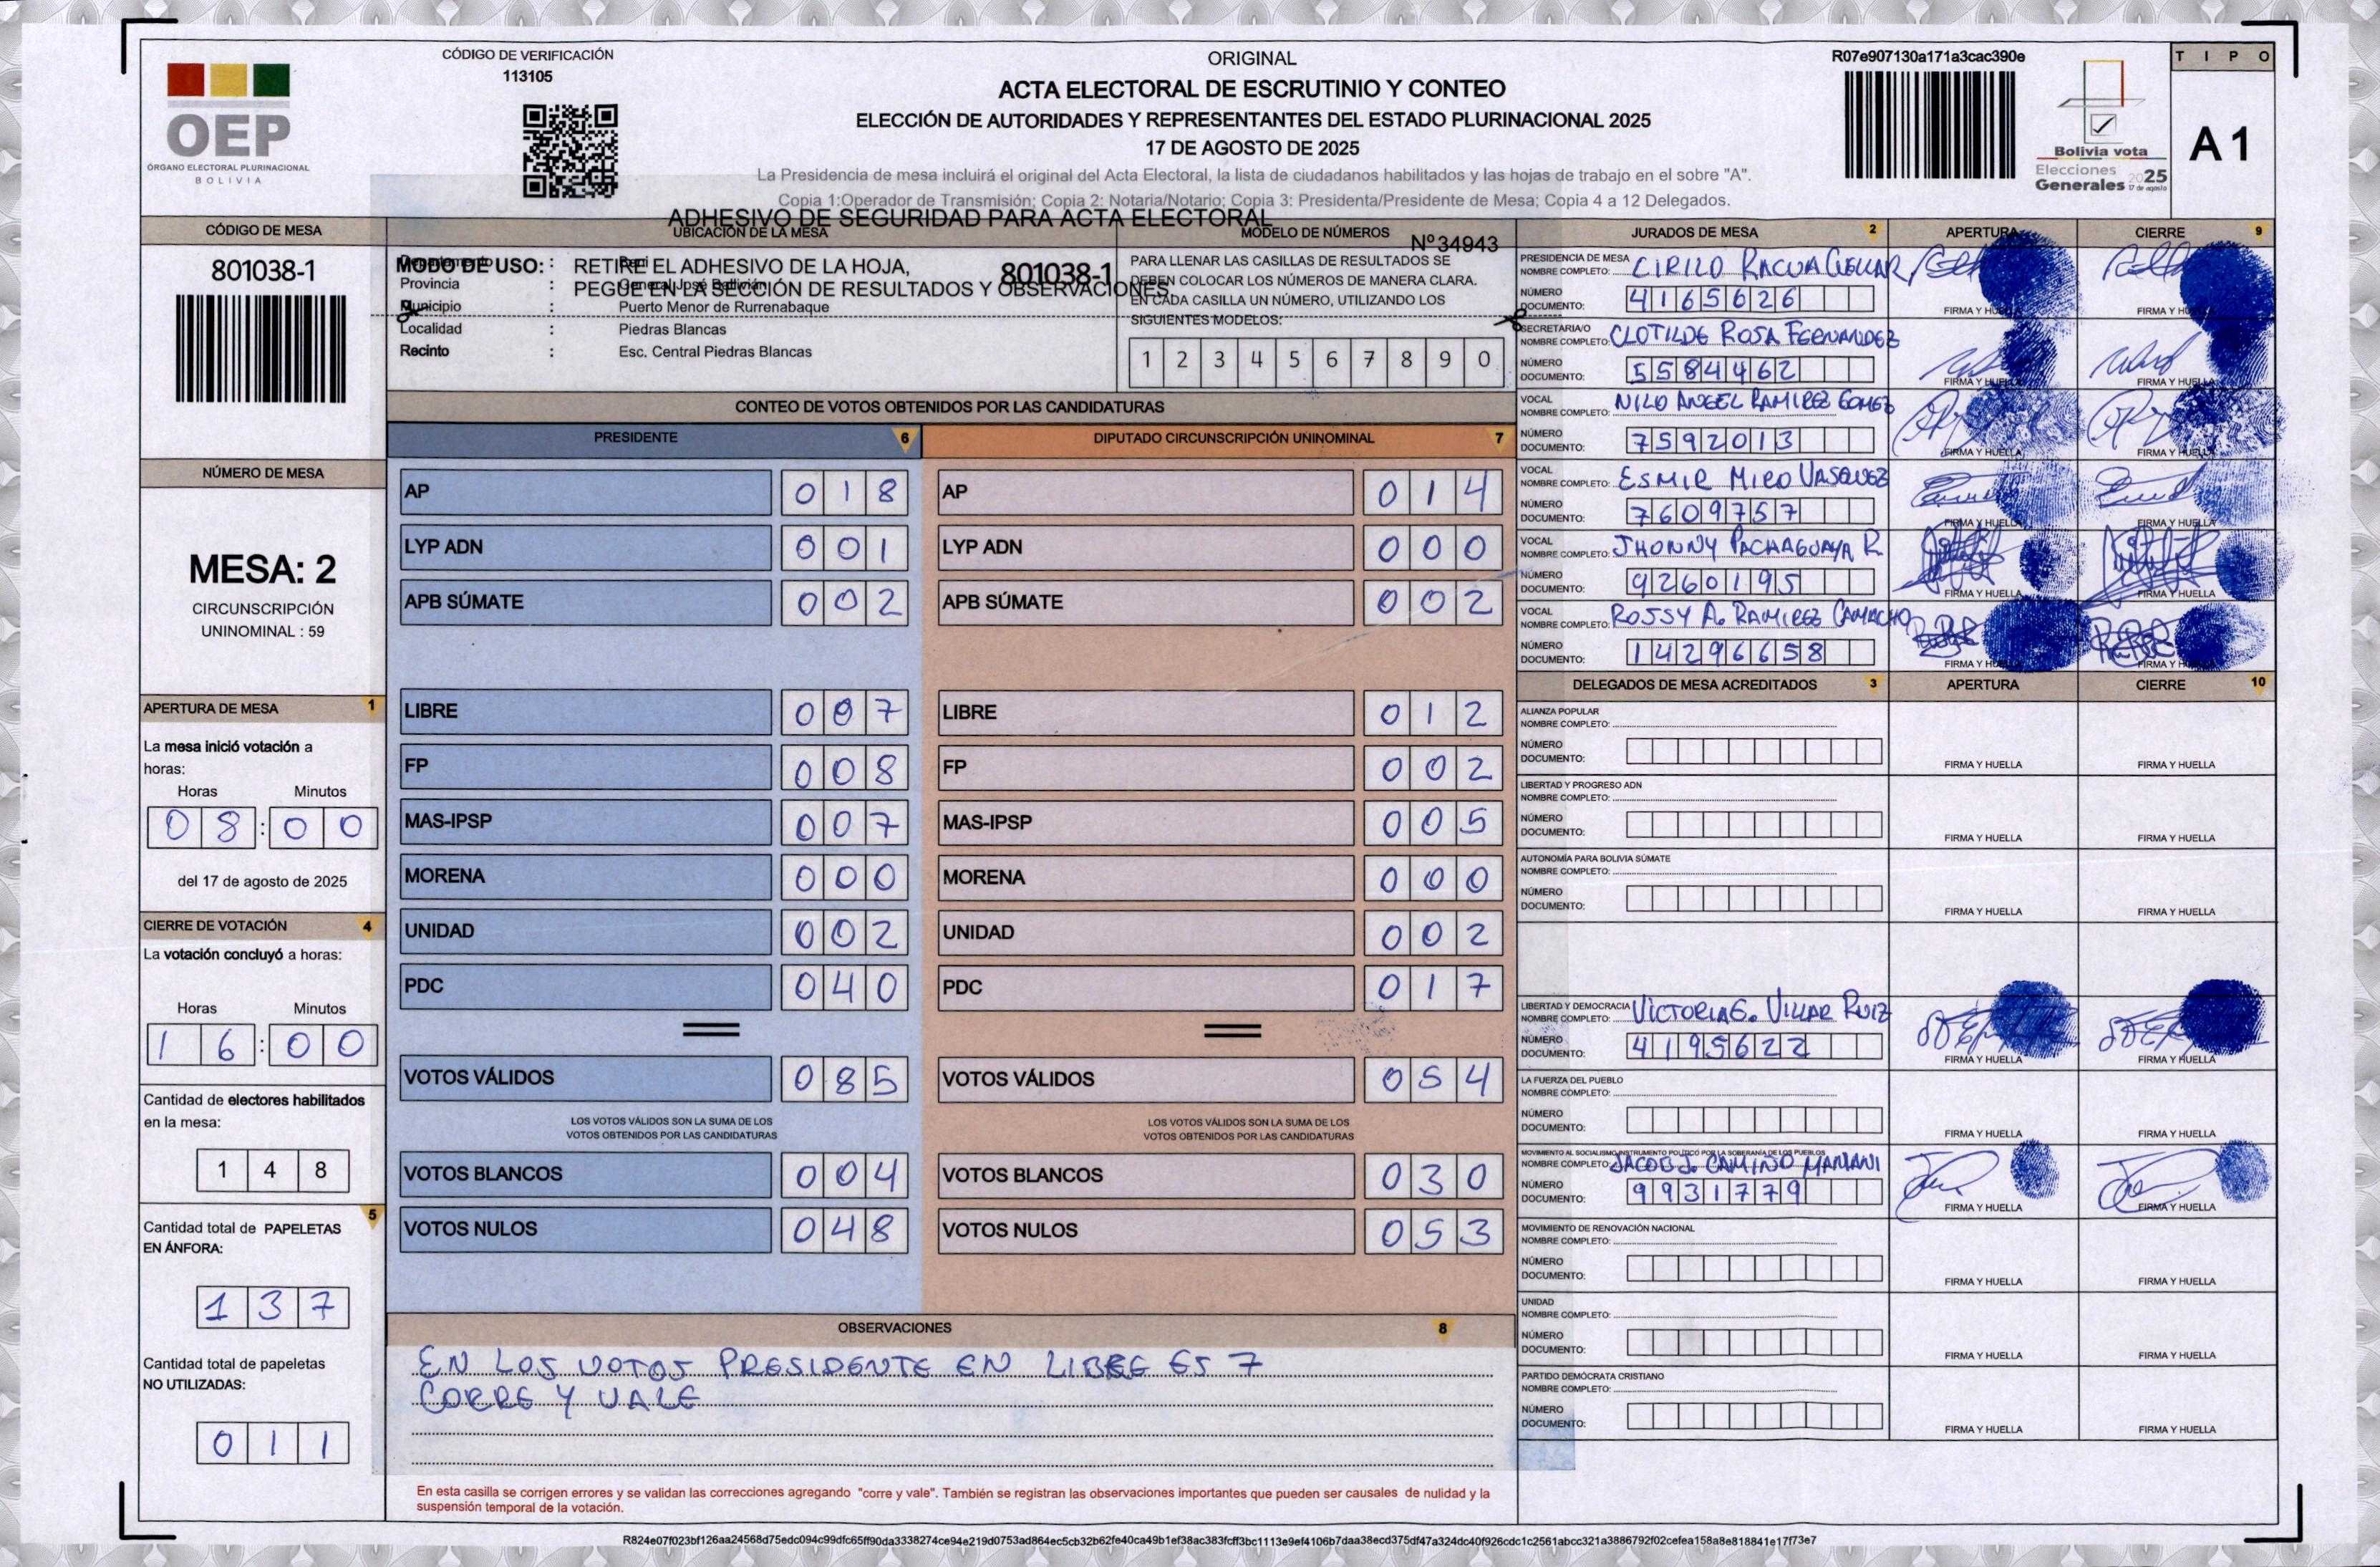 CÓDIGO DE VERIFICACIÓN
113105
OEP
ÓRGANO ELECTORAL PLURINACIONAL
BOLIVIA
ORIGINAL
ACTA ELECTORAL DE ESCRUTINIO Y CONTEO
ELECCIÓN DE AUTORIDADES Y REPRESENTANTES DEL ESTADO PLURINACIONAL 2025
17 DE AGOSTO DE 2025
La Presidencia de mesa incluirá el original del Acta Electoral, la lista de ciudadanos habilitados y las hojas de trabajo en el sobre "A".
Copia 1:Operador de Transmisión; Copia 2: Notaria/Notario; Copia 3: Presidenta/Presidente de Mesa; Copia 4 a 12 Delegados.
R07e907130a171a3cac390e
Bolivia vota
Elecciones
Generales 2025
17 de agosto
TIPO
A 1
ADHESIVO DE SEGURIDAD PARA ACTA ELECTORAL
Nº 34943
MODO DE USO: RETIRE EL ADHESIVO DE LA HOJA,
PEGUE EN LA SECCIÓN DE RESULTADOS Y OBSERVACIONES
801038-1
CÓDIGO DE MESA
801038-1
NÚMERO DE MESA
MESA: 2
CIRCUNSCRIPCIÓN
UNINOMINAL : 59
APERTURA DE MESA 1
La mesa inició votación a
horas:
Horas Minutos
08:00
del 17 de agosto de 2025
CIERRE DE VOTACIÓN 4
La votación concluyó a horas:
Horas Minutos
16:00
Cantidad de electores habilitados
en la mesa:
148
5
Cantidad total de PAPELETAS
EN ÁNFORA:
137
Cantidad total de papeletas
NO UTILIZADAS:
011
UBICACIÓN DE LA MESA
Departamento : Beni
Provincia : General José Ballivián
Municipio : Puerto Menor de Rurrenabaque
Localidad : Piedras Blancas
Recinto : Esc. Central Piedras Blancas
MODELO DE NÚMEROS
PARA LLENAR LAS CASILLAS DE RESULTADOS SE
DEBEN COLOCAR LOS NÚMEROS DE MANERA CLARA.
EN CADA CASILLA UN NÚMERO, UTILIZANDO LOS
SIGUIENTES MODELOS:
1 2 3 4 5 6 7 8 9 0
CONTEO DE VOTOS OBTENIDOS POR LAS CANDIDATURAS
PRESIDENTE 6
AP 018
LYP ADN 001
APB SÚMATE 002
LIBRE 007
FP 008
MAS-IPSP 007
MORENA 000
UNIDAD 002
PDC 040
VOTOS VÁLIDOS 085
LOS VOTOS VÁLIDOS SON LA SUMA DE LOS
VOTOS OBTENIDOS POR LAS CANDIDATURAS
VOTOS BLANCOS 004
VOTOS NULOS 048
DIPUTADO CIRCUNSCRIPCIÓN UNINOMINAL 7
AP 014
LYP ADN 000
APB SÚMATE 002
LIBRE 012
FP 002
MAS-IPSP 005
MORENA 000
UNIDAD 002
PDC 017
VOTOS VÁLIDOS 054
LOS VOTOS VÁLIDOS SON LA SUMA DE LOS
VOTOS OBTENIDOS POR LAS CANDIDATURAS
VOTOS BLANCOS 030
VOTOS NULOS 053
OBSERVACIONES 8
EN LOS VOTOS PRESIDENTE EN LIBRE ES 7
CORRE Y VALE
En esta casilla se corrigen errores y se validan las correcciones agregando "corre y vale". También se registran las observaciones importantes que pueden ser causales de nulidad y la
suspensión temporal de la votación.
JURADOS DE MESA 2 APERTURA CIERRE 9
PRESIDENCIA DE MESA
NOMBRE COMPLETO: CIRILO RACUA CUELLAR
NÚMERO
DOCUMENTO: 4165626
FIRMA Y HUELLA FIRMA Y HUELLA
SECRETARIA/O
NOMBRE COMPLETO: CLOTILDE ROSA FERNANDEZ
NÚMERO
DOCUMENTO: 5584462
FIRMA Y HUELLA FIRMA Y HUELLA
VOCAL
NOMBRE COMPLETO: NILO ANGEL RAMIREZ GOMEZ
NÚMERO
DOCUMENTO: 7592013
FIRMA Y HUELLA FIRMA Y HUELLA
VOCAL
NOMBRE COMPLETO: ESMIR MIRO VASQUEZ
NÚMERO
DOCUMENTO: 7609757
FIRMA Y HUELLA FIRMA Y HUELLA
VOCAL
NOMBRE COMPLETO: JHONNY PACHAGUAYA R.
NÚMERO
DOCUMENTO: 9260195
FIRMA Y HUELLA FIRMA Y HUELLA
VOCAL
NOMBRE COMPLETO: ROSSY A. RAMIREZ CAMACHO
NÚMERO
DOCUMENTO: 14296658
FIRMA Y HUELLA FIRMA Y HUELLA
DELEGADOS DE MESA ACREDITADOS 3 APERTURA CIERRE 10
ALIANZA POPULAR
NOMBRE COMPLETO:
NÚMERO
DOCUMENTO:
FIRMA Y HUELLA FIRMA Y HUELLA
LIBERTAD Y PROGRESO ADN
NOMBRE COMPLETO:
NÚMERO
DOCUMENTO:
FIRMA Y HUELLA FIRMA Y HUELLA
AUTONOMÍA PARA BOLIVIA SÚMATE
NOMBRE COMPLETO:
NÚMERO
DOCUMENTO:
FIRMA Y HUELLA FIRMA Y HUELLA
LIBERTAD Y DEMOCRACIA
NOMBRE COMPLETO: VICTORIA G. VILLAR RUIZ
NÚMERO
DOCUMENTO: 4195622
FIRMA Y HUELLA FIRMA Y HUELLA
LA FUERZA DEL PUEBLO
NOMBRE COMPLETO:
NÚMERO
DOCUMENTO:
FIRMA Y HUELLA FIRMA Y HUELLA
MOVIMIENTO AL SOCIALISMO INSTRUMENTO POLÍTICO POR LA SOBERANÍA DE LOS PUEBLOS
NOMBRE COMPLETO: JACOB J. CAMINO MAMANI
NÚMERO
DOCUMENTO: 9931779
FIRMA Y HUELLA FIRMA Y HUELLA
MOVIMIENTO DE RENOVACIÓN NACIONAL
NOMBRE COMPLETO:
NÚMERO
DOCUMENTO:
FIRMA Y HUELLA FIRMA Y HUELLA
UNIDAD
NOMBRE COMPLETO:
NÚMERO
DOCUMENTO:
FIRMA Y HUELLA FIRMA Y HUELLA
PARTIDO DEMÓCRATA CRISTIANO
NOMBRE COMPLETO:
NÚMERO
DOCUMENTO:
FIRMA Y HUELLA FIRMA Y HUELLA